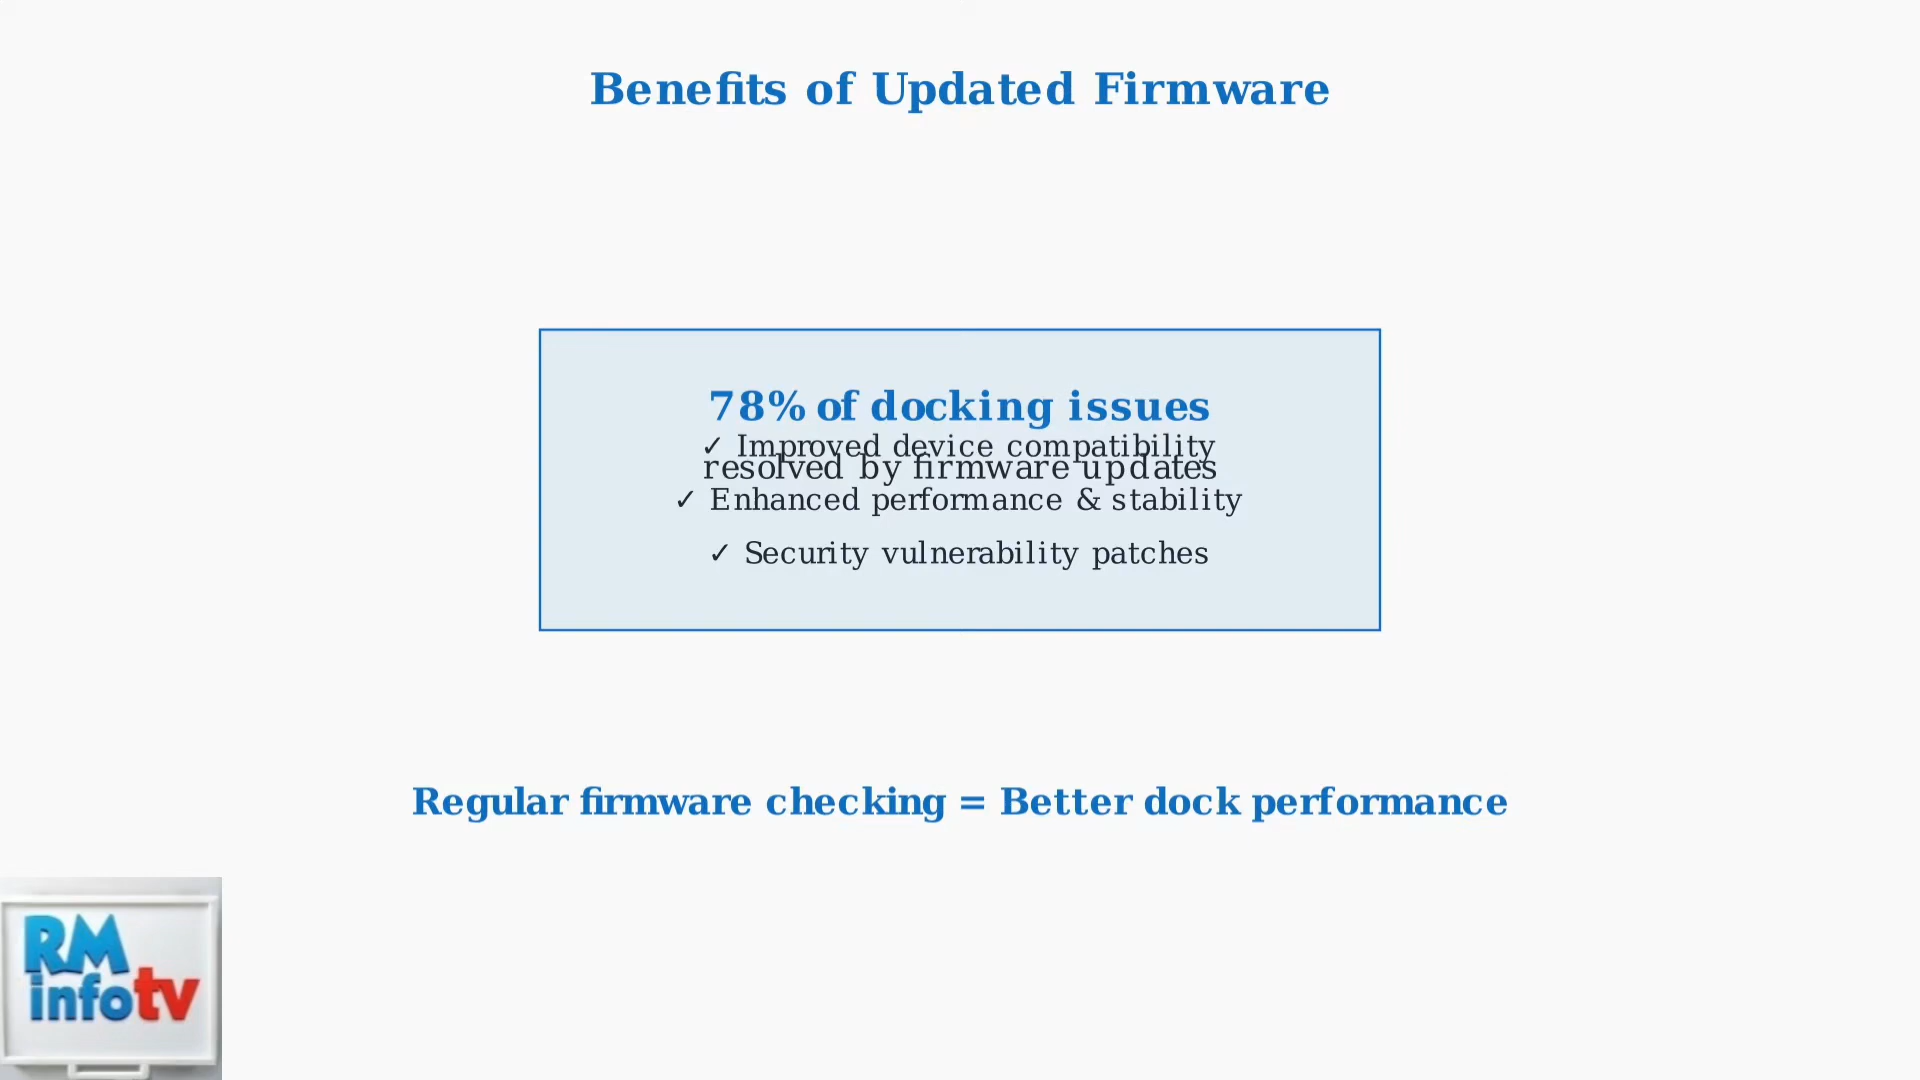 Benefits of Updated Firmware
78% of docking issues
✓ Improved device compatibility
resolved by firmware updates
✓ Enhanced performance & stability
✓ Security vulnerability patches
Regular firmware checking = Better dock performance
RM
infotv